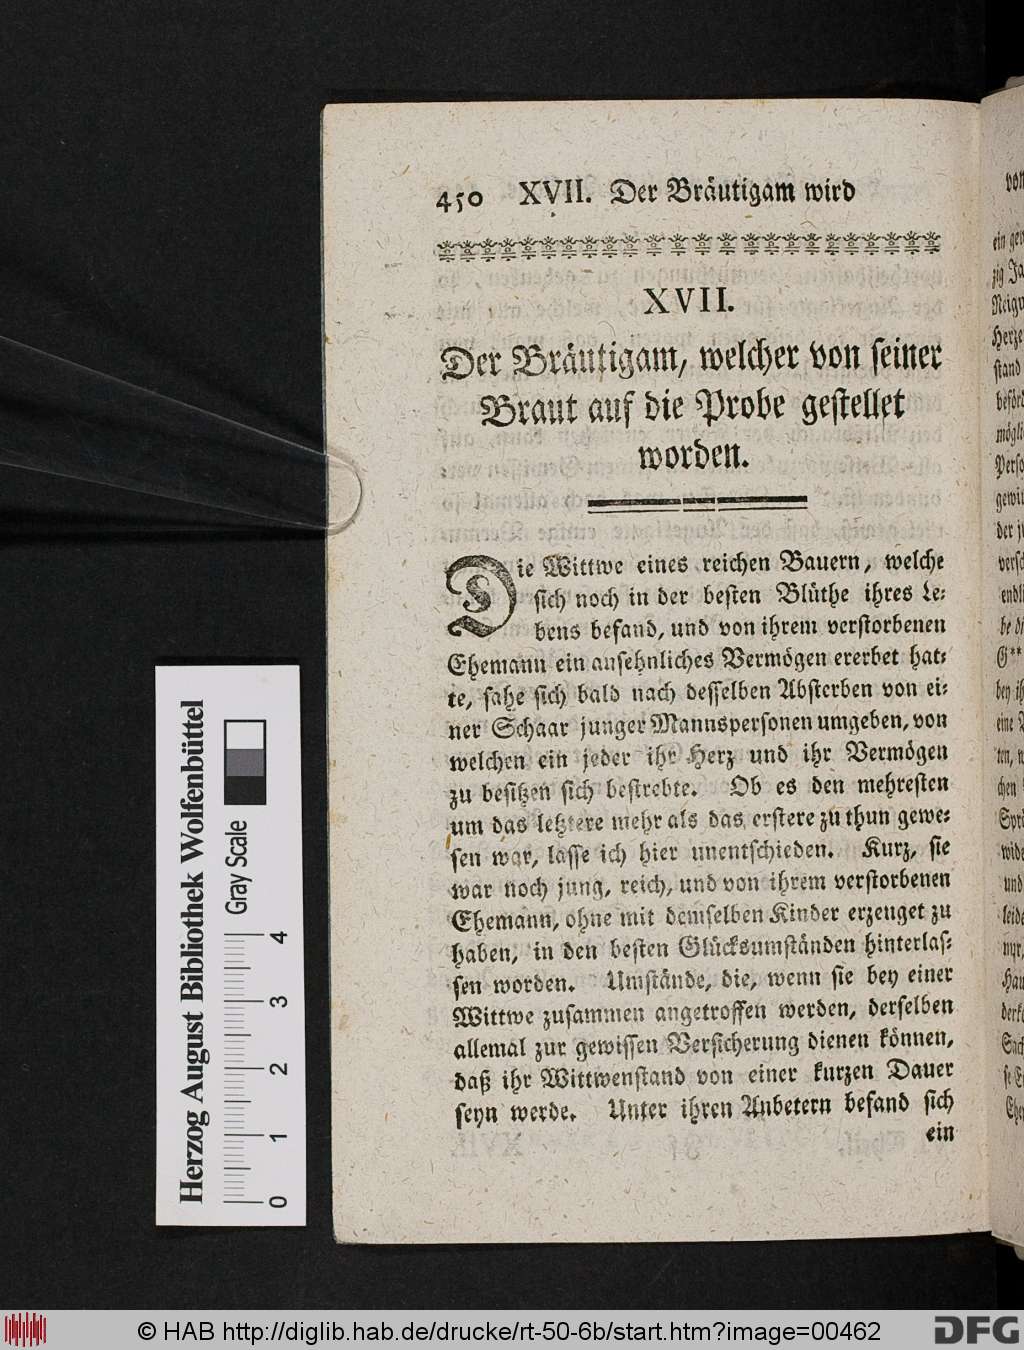 450 XVII. Der Bräutigam wird
XVII.
Der Bräutigam, welcher von seiner
Braut auf die Probe gestellet
worden.
Die Wittwe eines reichen Bauern, welche
sich noch in der besten Blüthe ihres Le⸗
bens befand, und von ihrem verstorbenen
Ehemann ein ansehnliches Vermögen ererbet hat⸗
te, sahe sich bald nach desselben Absterben von ei⸗
ner Schaar junger Mannspersonen umgeben, von
welchen ein jeder ihr Herz und ihr Vermögen
zu besitzen sich bestrebte. Ob es den mehresten
um das letztere mehr als das erstere zu thun gewe⸗
sen war, lasse ich hier unentschieden. Kurz, sie
war noch jung, reich, und von ihrem verstorbenen
Ehemann, ohne mit demselben Kinder erzeuget zu
haben, in den besten Glücksumständen hinterlas⸗
sen worden. Umstände, die, wenn sie bey einer
Wittwe zusammen angetroffen werden, derselben
allemal zur gewissen Versicherung dienen können,
daß ihr Wittwenstand von einer kurzen Dauer
seyn werde. Unter ihren Anbetern befand sich
ein
von
zig Ja
Herze
stand
G**
und
Herzog August Bibliothek Wolfenbüttel
Gray Scale
0 1 2 3 4
© HAB http://diglib.hab.de/drucke/rt-50-6b/start.htm?image=00462
DFG